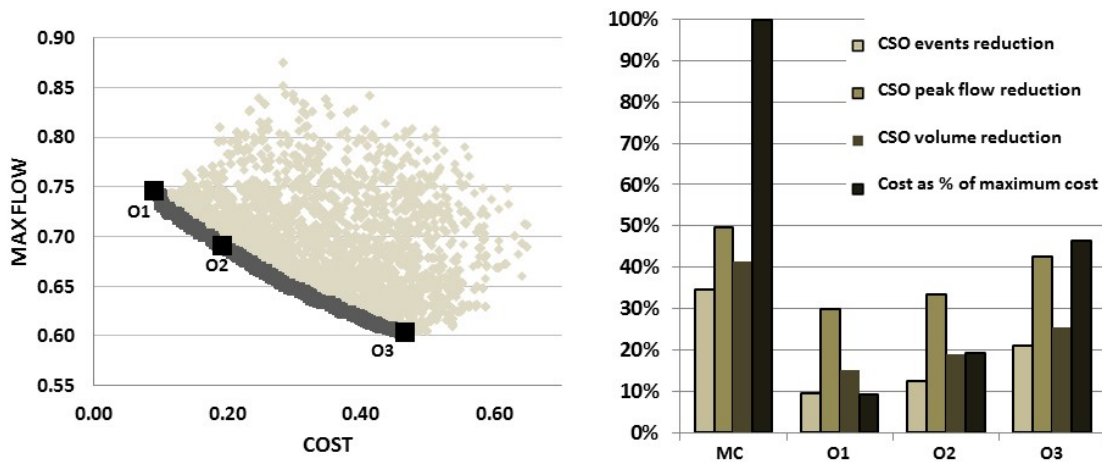 0.90
0.85
0.80
0.75
0.70
0.65
0.60
0.55
MAXFLOW
O1
O2
O3
0.00 0.20 0.40 0.60
COST
100%
90%
80%
70%
60%
50%
40%
30%
20%
10%
0%
CSO events reduction
CSO peak flow reduction
CSO volume reduction
Cost as % of maximum cost
MC O1 O2 O3